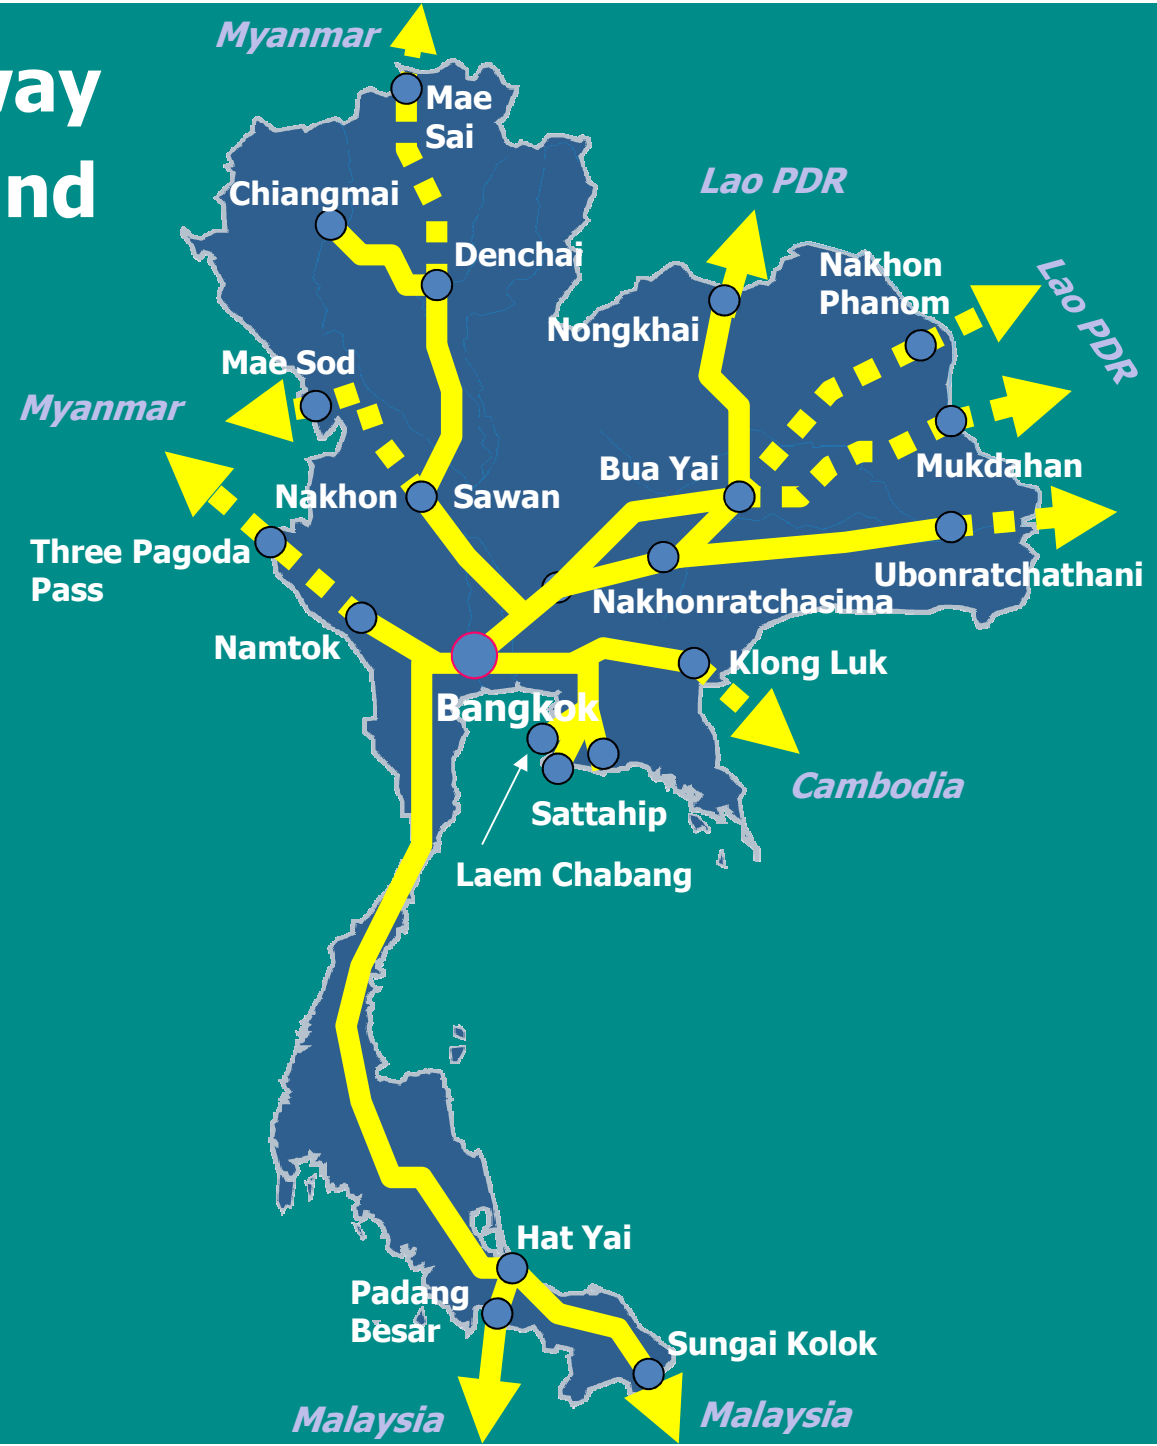 way
nd
Myanmar
Mae
Sai
Chiangmai
Lao PDR
Denchai
Nakhon
Phanom
Lao PDR
Nongkhai
Mae Sod
Myanmar
Bua Yai
Mukdahan
Nakhon Sawan
Three Pagoda
Pass
Ubonratchathani
Nakhonratchasima
Namtok
Klong Luk
Bangkok
Cambodia
Sattahip
Laem Chabang
Hat Yai
Padang
Besar
Sungai Kolok
Malaysia
Malaysia